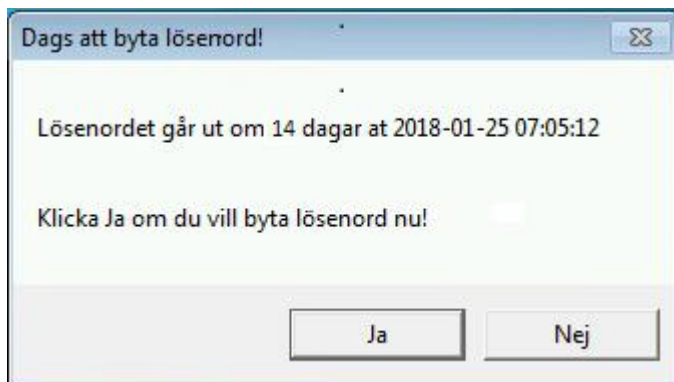 Dags att byta lösenord!
Lösenordet går ut om 14 dagar at 2018-01-25 07:05:12
Klicka Ja om du vill byta lösenord nu!
Ja
Nej